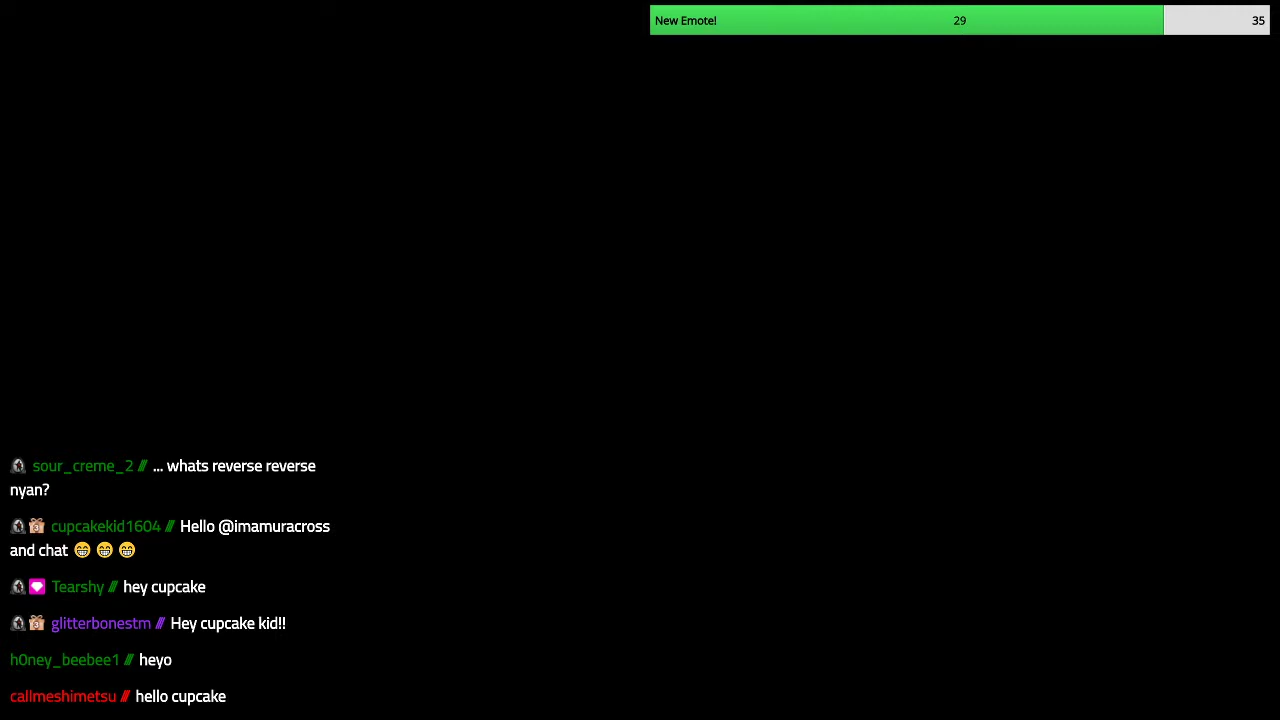 New Emote! 29 35
sour_creme_2 /// ... whats reverse reverse
nyan?
cupcakekid1604 /// Hello @imamuracross
and chat 😁 😁 😁
Tearshy /// hey cupcake
glitterbonestm /// Hey cupcake kid!!
h0ney_beebee1 /// heyo
callmeshimetsu /// hello cupcake